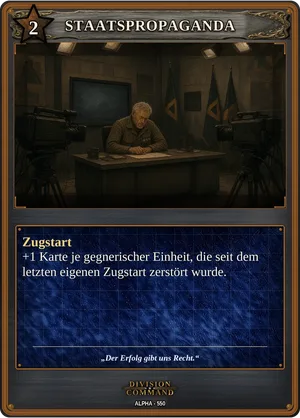 2
STAATSPROPAGANDA
Zugstart
+1 Karte je gegnerischer Einheit, die seit dem
letzten eigenen Zugstart zerstört wurde.
„Der Erfolg gibt uns Recht.“
DIVISION
COMMAND
ALPHA - 550